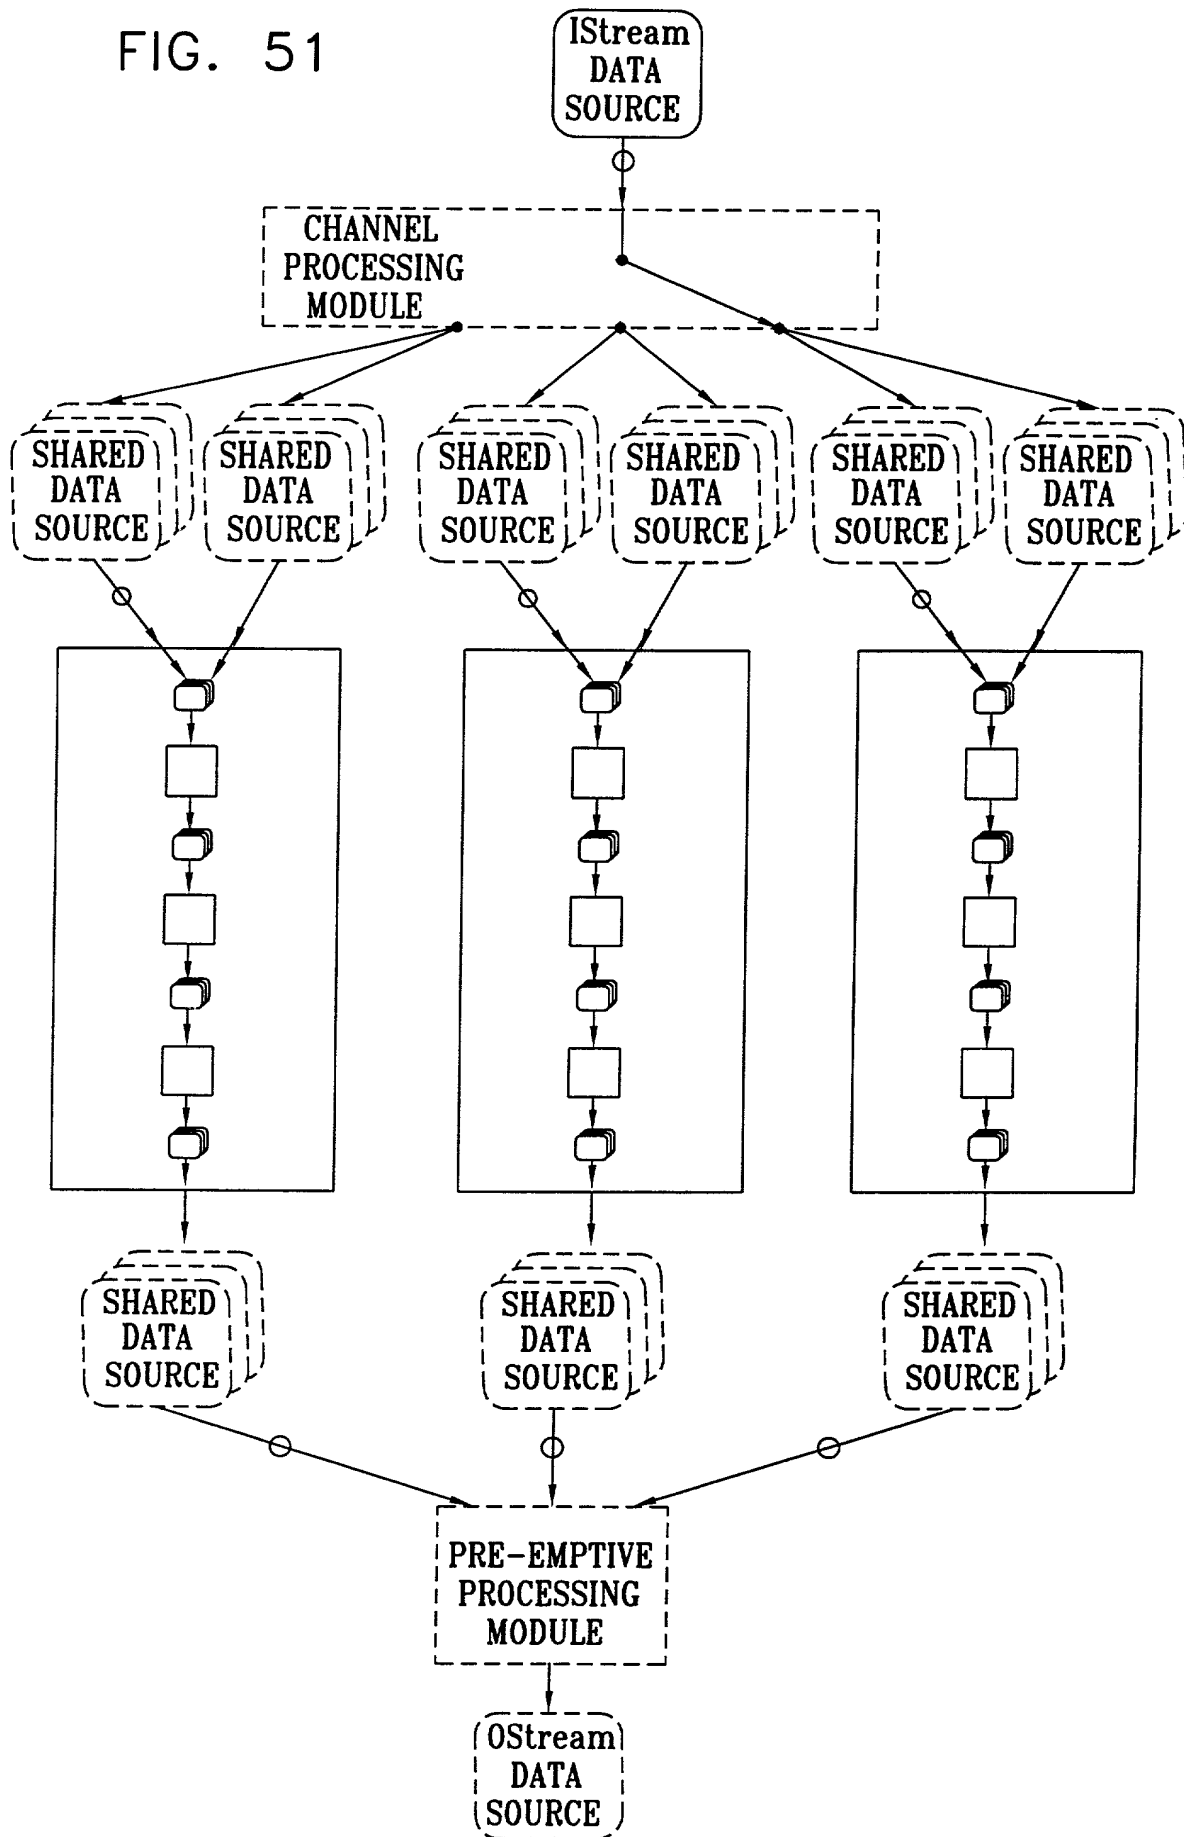 FIG. 51
IStream
DATA
SOURCE
CHANNEL
PROCESSING
MODULE
SHARED
DATA
SOURCE
SHARED
DATA
SOURCE
SHARED
DATA
SOURCE
SHARED
DATA
SOURCE
SHARED
DATA
SOURCE
SHARED
DATA
SOURCE
SHARED
DATA
SOURCE
SHARED
DATA
SOURCE
SHARED
DATA
SOURCE
PRE-EMPTIVE
PROCESSING
MODULE
OStream
DATA
SOURCE